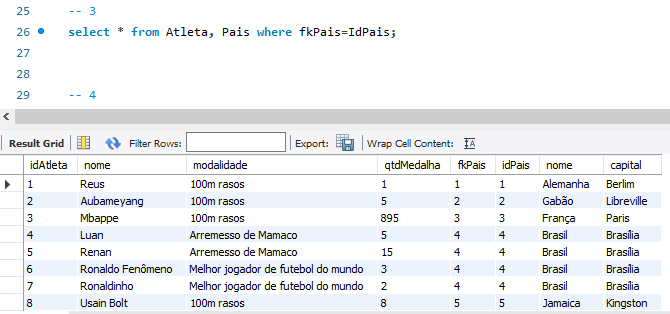 25 -- 3
26 select * from Atleta, Pais where fkPais=IdPais;
27
28
29 -- 4
Result Grid Filter Rows: Export: Wrap Cell Content:
idAtleta nome modalidade qtdMedalha fkPais idPais nome capital
1 Reus 100m rasos 1 1 1 Alemanha Berlim
2 Aubameyang 100m rasos 5 2 2 Gabão Libreville
3 Mbappe 100m rasos 895 3 3 França Paris
4 Luan Arremesso de Mamaco 5 4 4 Brasil Brasília
5 Renan Arremesso de Mamaco 15 4 4 Brasil Brasília
6 Ronaldo Fenômeno Melhor jogador de futebol do mundo 3 4 4 Brasil Brasília
7 Ronaldinho Melhor jogador de futebol do mundo 2 4 4 Brasil Brasília
8 Usain Bolt 100m rasos 8 5 5 Jamaica Kingston